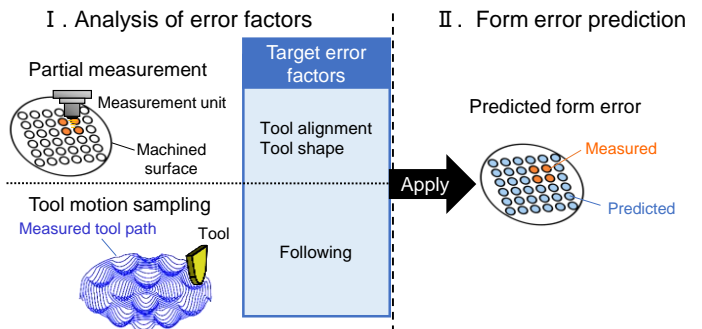 Ⅰ. Analysis of error factors
Ⅱ. Form error prediction
Partial measurement
Measurement unit
Machined
surface
Target error
factors
Tool alignment
Tool shape
Apply
Predicted form error
Measured
Predicted
Tool motion sampling
Measured tool path
Tool
Following